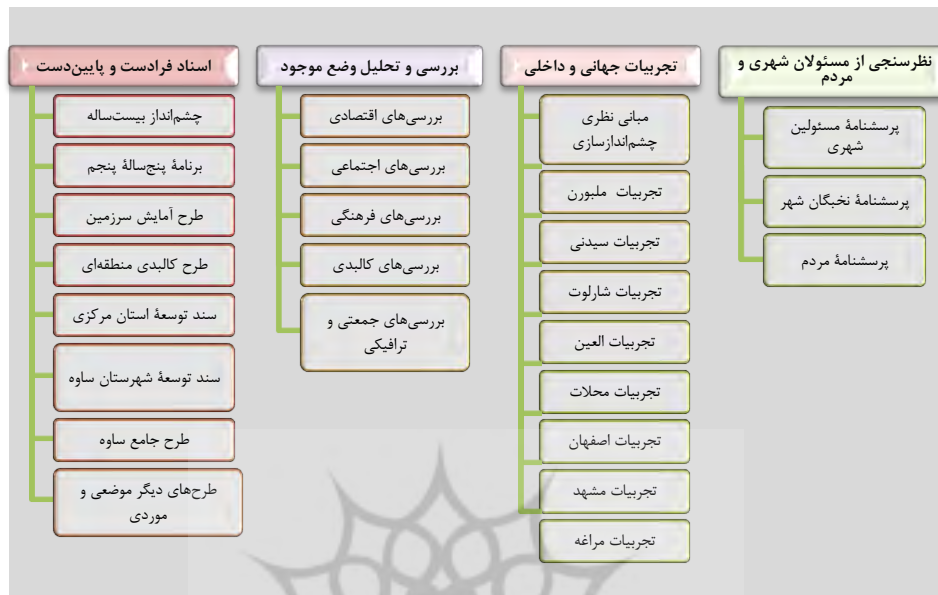 نظرسنجی از مسئولان شهری و
مردم
پرسشنامهٔ مسئولین
شهری
پرسشنامهٔ نخبگان شهر
پرسشنامهٔ مردم
تجربیات جهانی و داخلی
مبانی نظری
چشم‌اندازسازی
تجربیات ملبورن
تجربیات سیدنی
تجربیات شارلوت
تجربیات العین
تجربیات محلات
تجربیات اصفهان
تجربیات مشهد
تجربیات مراغه
بررسی و تحلیل وضع موجود
بررسی‌های اقتصادی
بررسی‌های اجتماعی
بررسی‌های فرهنگی
بررسی‌های کالبدی
بررسی‌های جمعتی و
ترافیکی
اسناد فرادست و پایین‌دست
چشم‌انداز بیست‌ساله
برنامهٔ پنج‌سالهٔ پنجم
طرح آمایش سرزمین
طرح کالبدی منطقه‌ای
سند توسعهٔ استان مرکزی
سند توسعهٔ شهرستان ساوه
طرح جامع ساوه
طرح‌های دیگر موضعی و
موردی